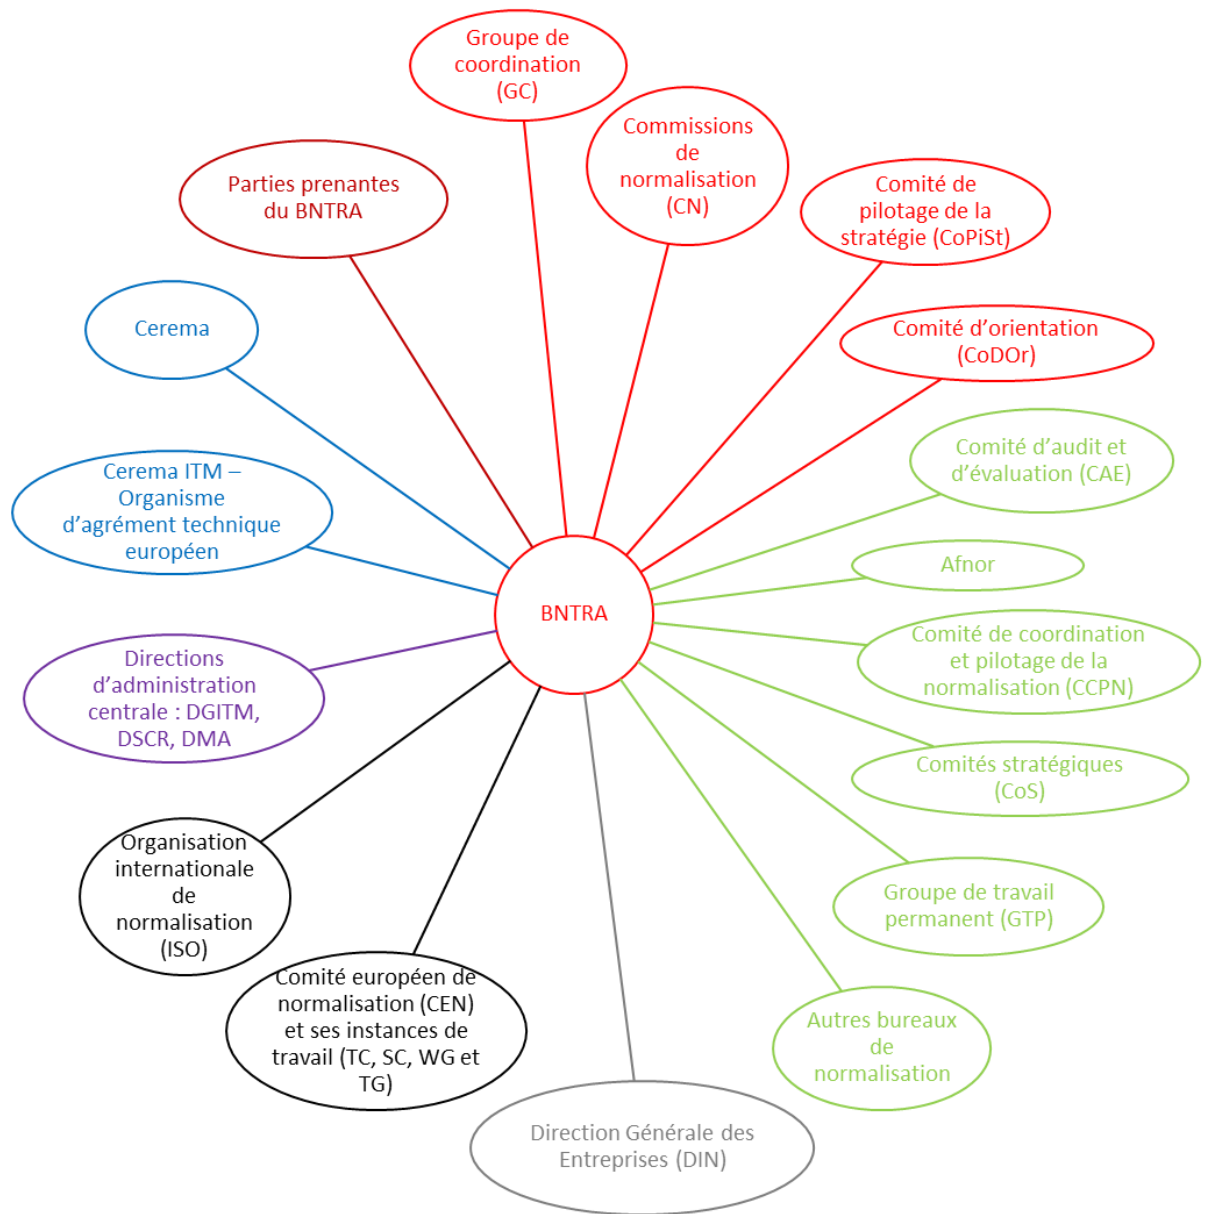 Groupe de
coordination
(GC)
Commissions
de
normalisation
(CN)
Parties prenantes
du BNTRA
Comité de
pilotage de la
stratégie (CoPiSt)
Cerema
Comité d’orientation
(CoDOr)
Comité d’audit et
d’évaluation (CAE)
Cerema ITM –
Organisme
d’agrément technique
européen
Afnor
BNTRA
Comité de coordination
et pilotage de la
normalisation (CCPN)
Directions
d’administration
centrale : DGITM,
DSCR, DMA
Comités stratégiques
(CoS)
Organisation
internationale
de
normalisation
(ISO)
Groupe de travail
permanent (GTP)
Comité européen de
normalisation (CEN)
et ses instances de
travail (TC, SC, WG et
TG)
Autres bureaux
de
normalisation
Direction Générale des
Entreprises (DIN)